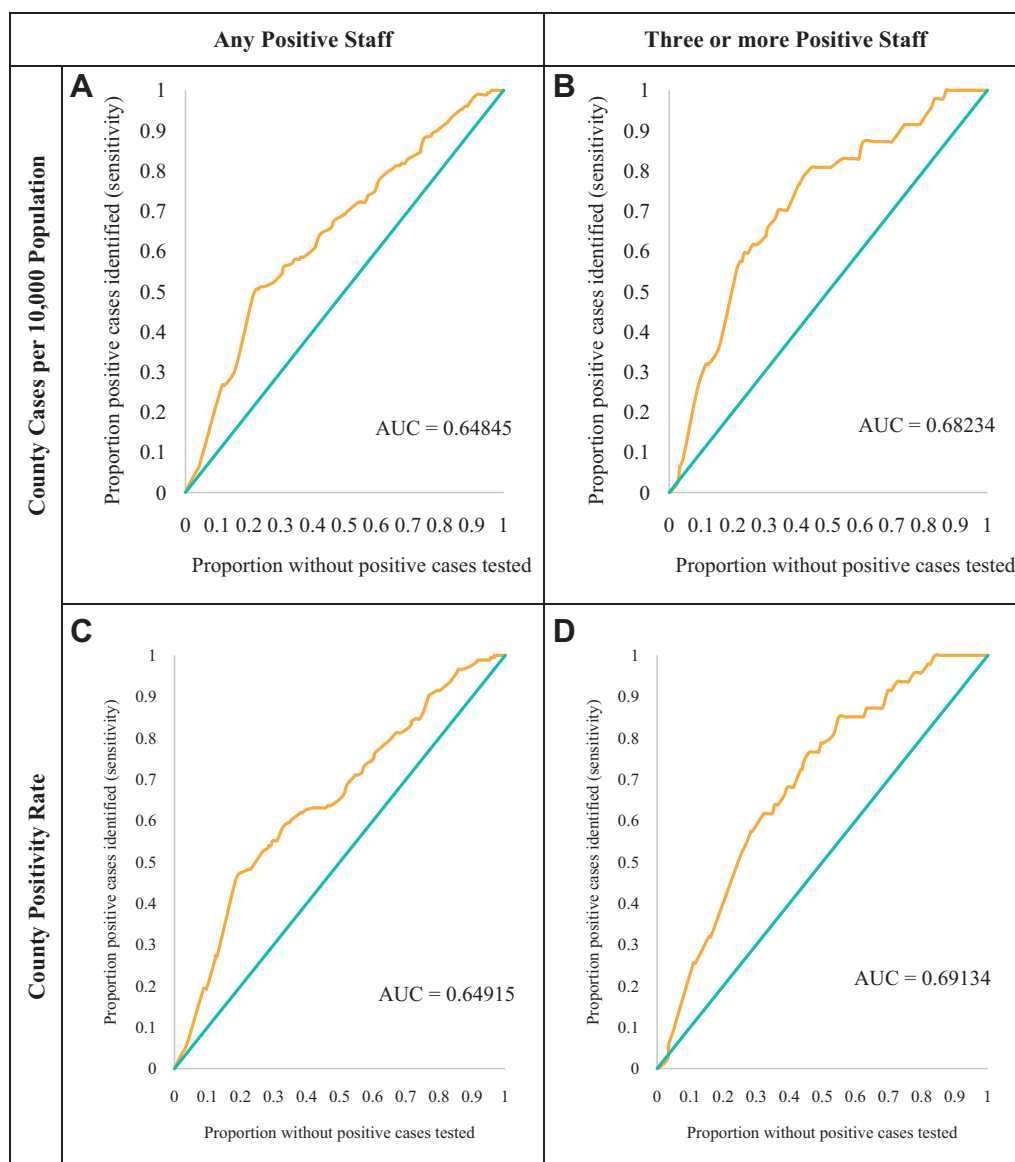 Any Positive Staff
Three or more Positive Staff
County Cases per 10,000 Population
A
Proportion positive cases identified (sensitivity)
1
0.9
0.8
0.7
0.6
0.5
0.4
0.3
0.2
0.1
0
AUC = 0.64845
0 0.1 0.2 0.3 0.4 0.5 0.6 0.7 0.8 0.9 1
Proportion without positive cases tested
B
Proportion positive cases identified (sensitivity)
1
0.9
0.8
0.7
0.6
0.5
0.4
0.3
0.2
0.1
0
AUC = 0.68234
0 0.1 0.2 0.3 0.4 0.5 0.6 0.7 0.8 0.9 1
Proportion without positive cases tested
County Positivity Rate
C
Proportion positive cases identified (sensitivity)
1
0.9
0.8
0.7
0.6
0.5
0.4
0.3
0.2
0.1
0
AUC = 0.64915
0 0.1 0.2 0.3 0.4 0.5 0.6 0.7 0.8 0.9 1
Proportion without positive cases tested
D
Proportion positive cases identified (sensitivity)
1
0.9
0.8
0.7
0.6
0.5
0.4
0.3
0.2
0.1
0
AUC = 0.69134
0 0.1 0.2 0.3 0.4 0.5 0.6 0.7 0.8 0.9 1
Proportion without positive cases tested